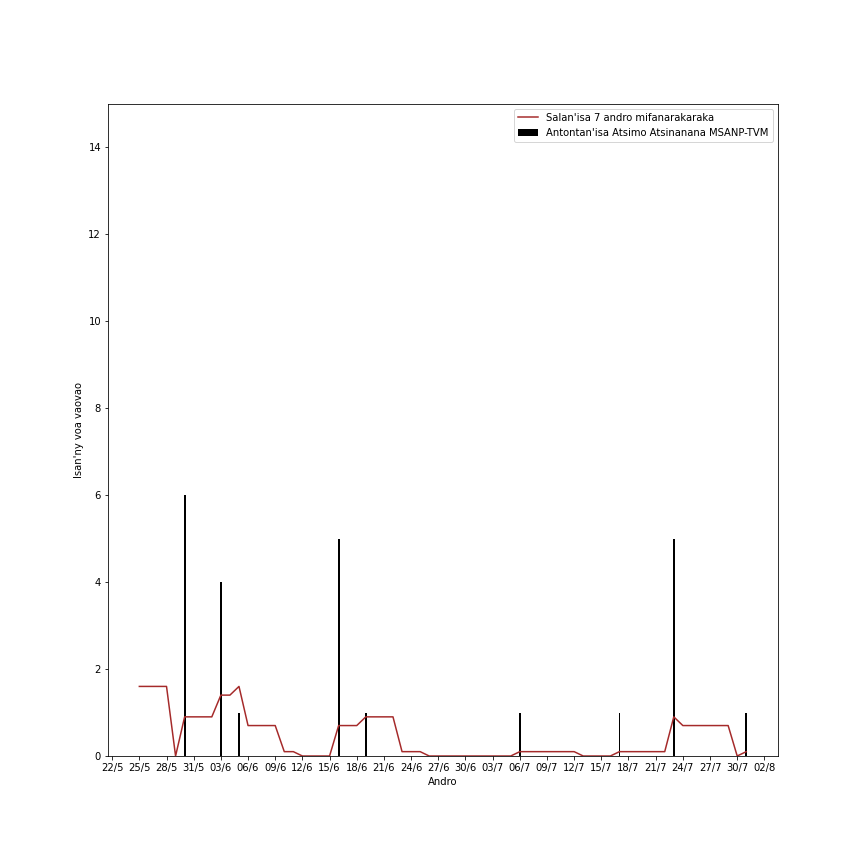 Salan'isa 7 andro mifanarakaraka
Antontan'isa Atsimo Atsinanana MSANP-TVM
14
12
10
8
6
4
2
0
Isan'ny voa vaovao
22/5 25/5 28/5 31/5 03/6 06/6 09/6 12/6 15/6 18/6 21/6 24/6 27/6 30/6 03/7 06/7 09/7 12/7 15/7 18/7 21/7 24/7 27/7 30/7 02/8
Andro